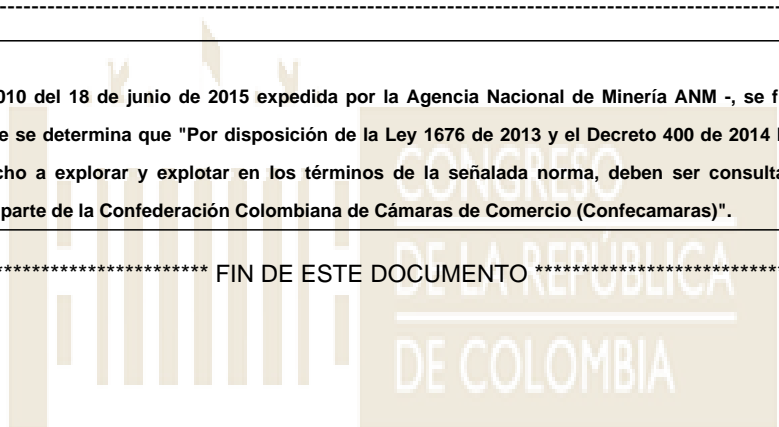 --------------------------------------------------------------------------------
010 del 18 de junio de 2015 expedida por la Agencia Nacional de Minería ANM -, se f
e se determina que "Por disposición de la Ley 1676 de 2013 y el Decreto 400 de 2014 l
cho a explorar y explotar en los términos de la señalada norma, deben ser consulta
parte de la Confederación Colombiana de Cámaras de Comercio (Confecamaras)".
*********************** FIN DE ESTE DOCUMENTO ***************************
CONGRESO
DE LA REPÚBLICA
DE COLOMBIA